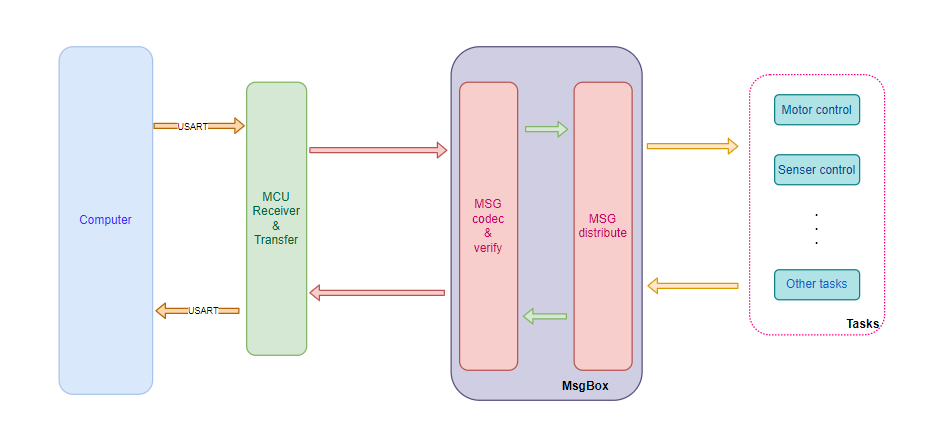 Computer
USART
USART
MCU
Receiver
&
Transfer
MSG
codec
&
verify
MSG
distribute
MsgBox
Motor control
Senser control
.
.
.
Other tasks
Tasks